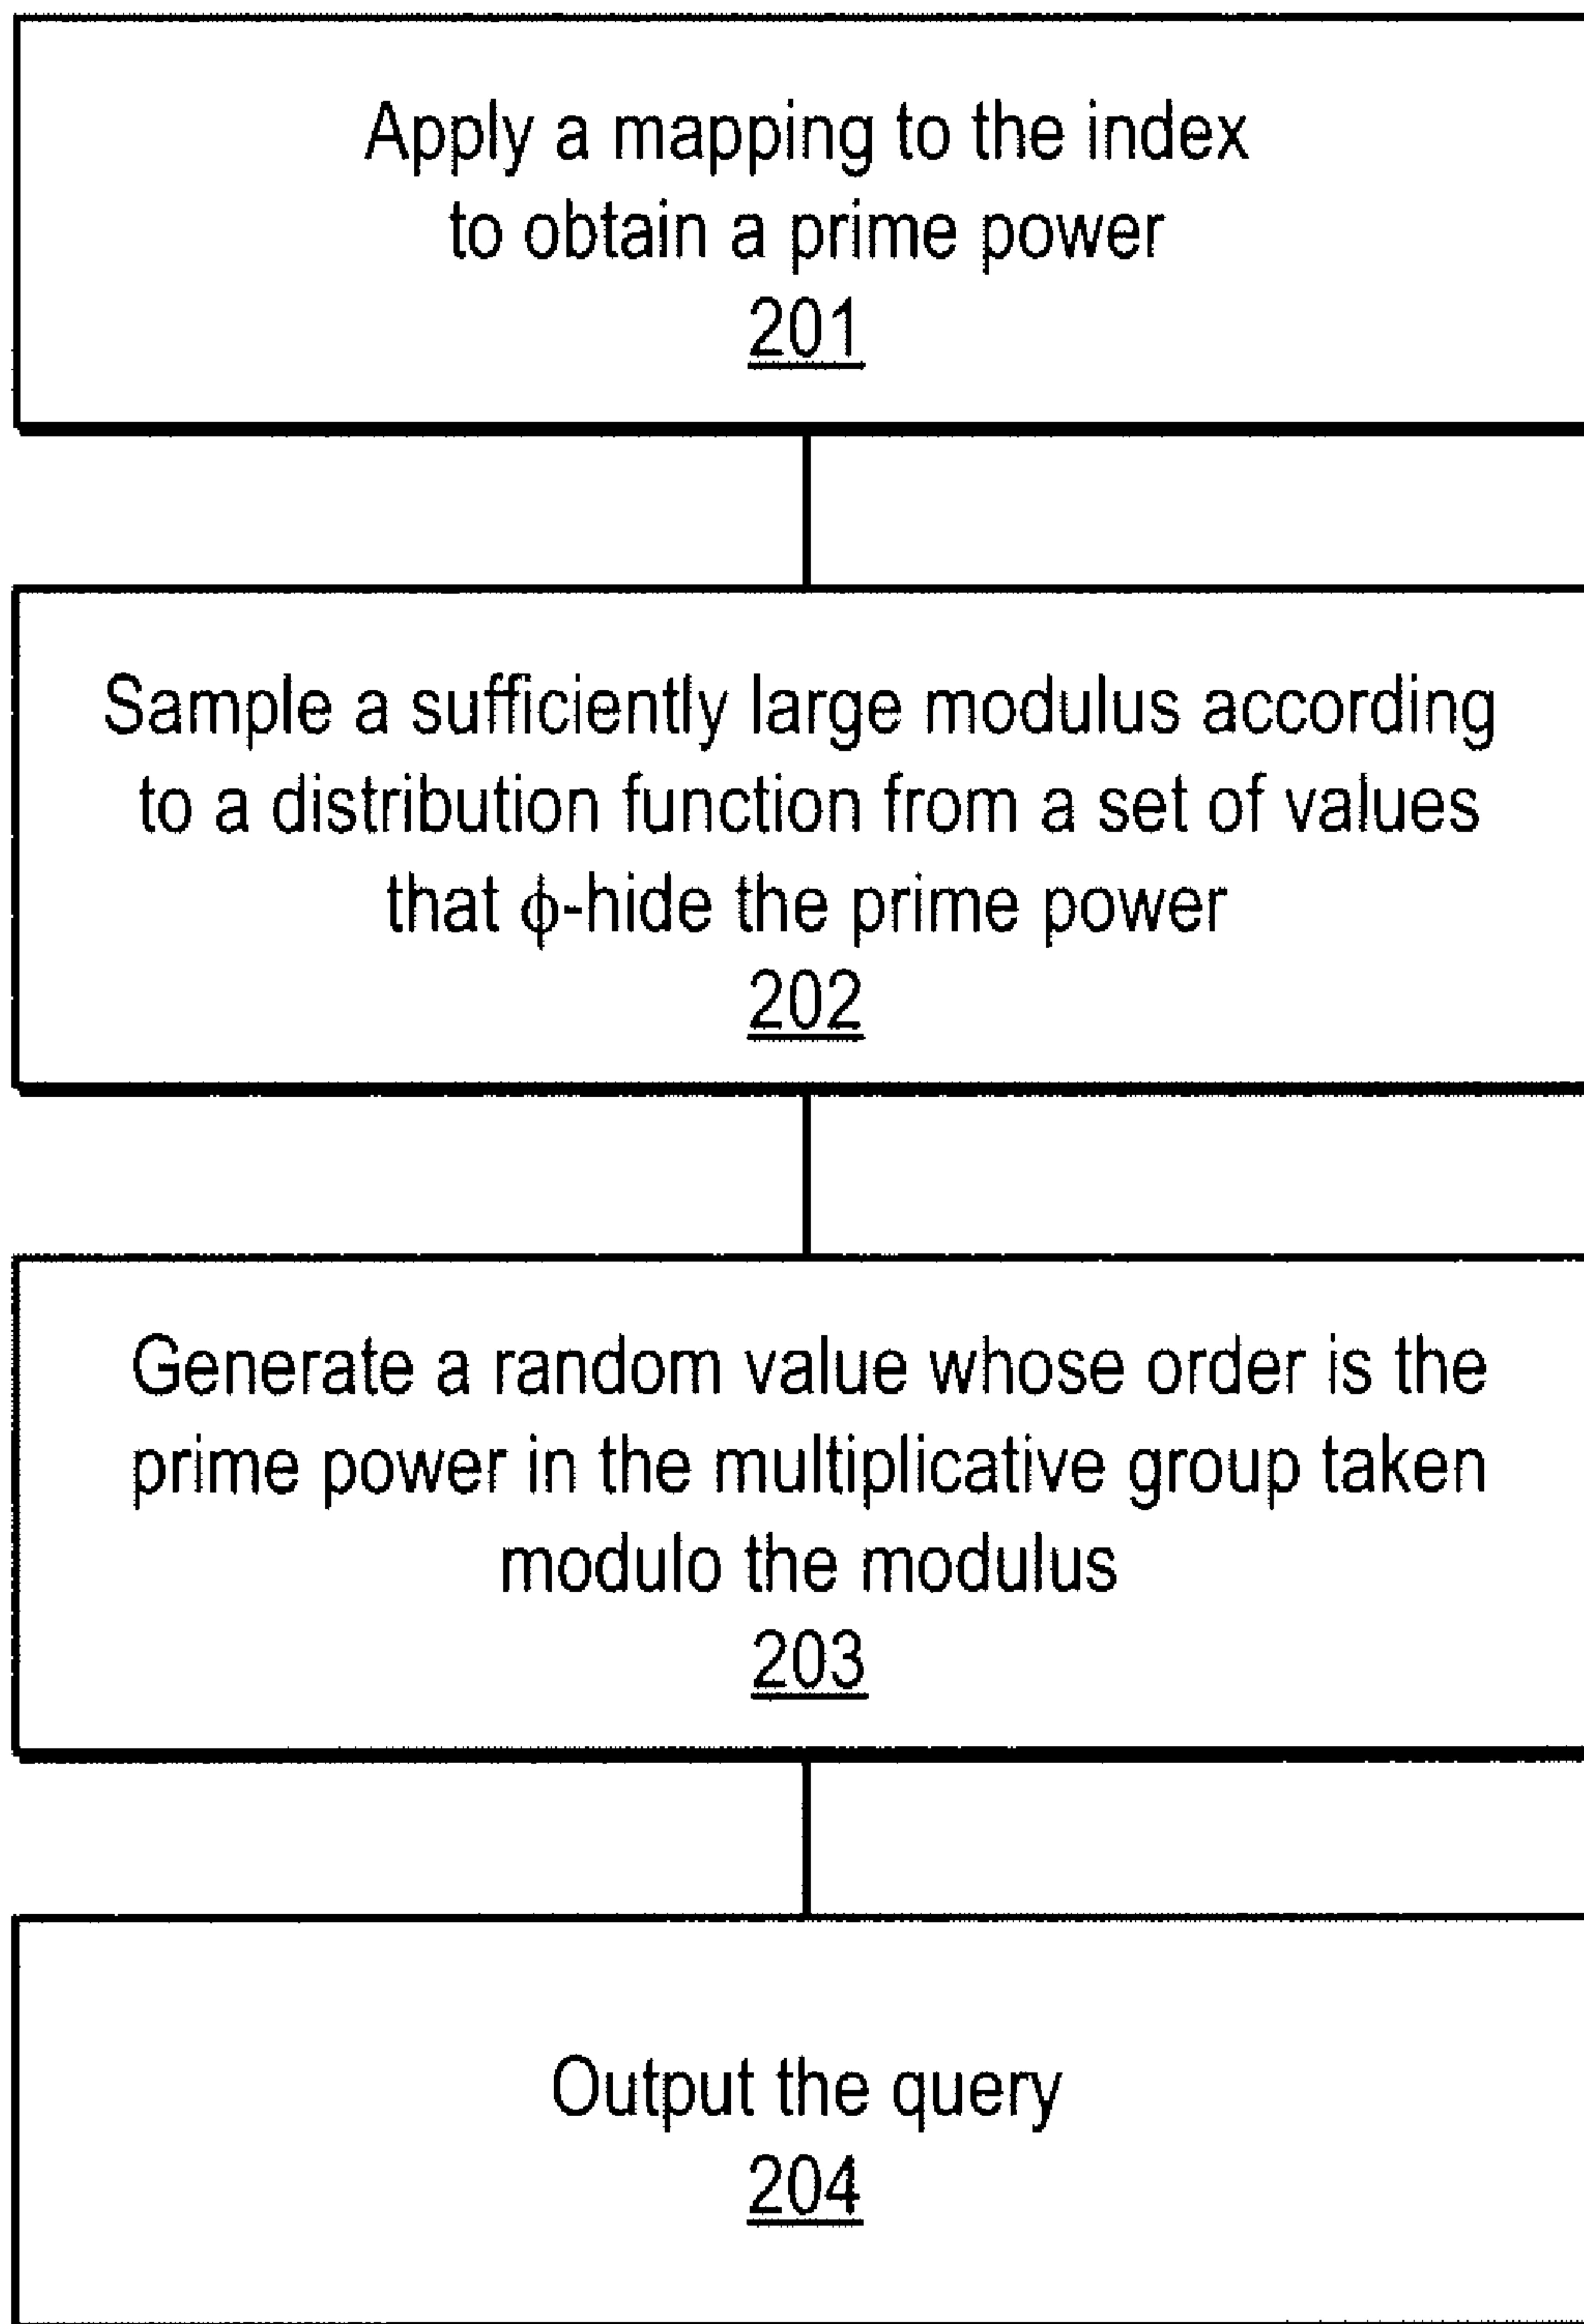 Apply a mapping to the index
to obtain a prime power
201
Sample a sufficiently large modulus according
to a distribution function from a set of values
that ϕ-hide the prime power
202
Generate a random value whose order is the
prime power in the multiplicative group taken
modulo the modulus
203
Output the query
204